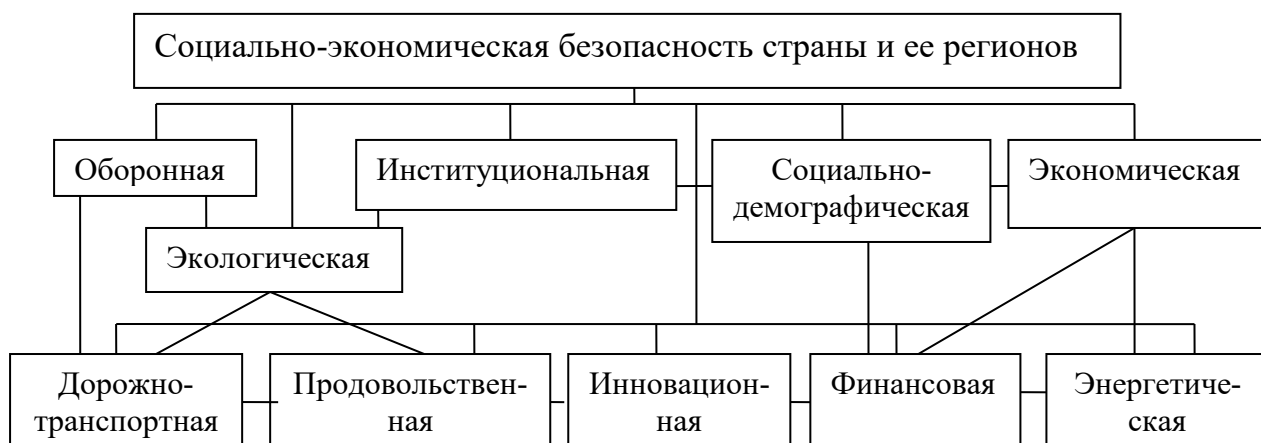 Социально-экономическая безопасность страны и ее регионов
Оборонная
Институциональная
Социально-
демографическая
Экономическая
Экологическая
Дорожно-
транспортная
Продовольствен-
ная
Инновацион-
ная
Финансовая
Энергетиче-
ская